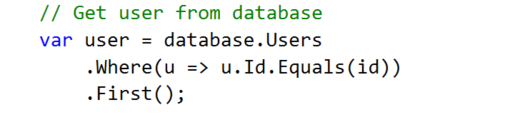 // Get user from database
var user = database.Users
.Where(u => u.Id.Equals(id))
.First();